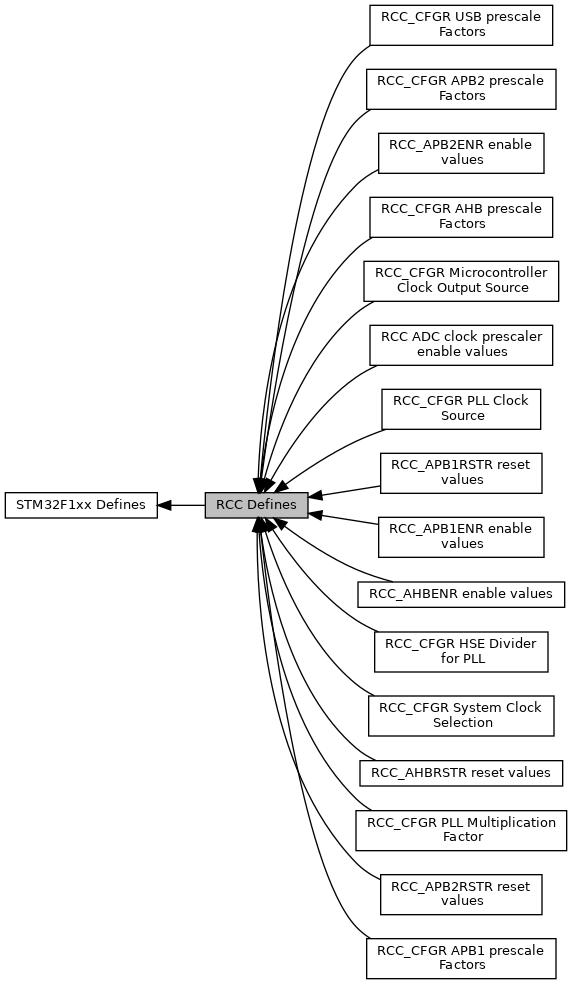 RCC_CFGR USB prescale
Factors
RCC_CFGR APB2 prescale
Factors
RCC_APB2ENR enable
values
RCC_CFGR AHB prescale
Factors
RCC_CFGR Microcontroller
Clock Output Source
RCC ADC clock prescaler
enable values
RCC_CFGR PLL Clock
Source
RCC_APB1RSTR reset
values
STM32F1xx Defines
RCC Defines
RCC_APB1ENR enable
values
RCC_AHBENR enable values
RCC_CFGR HSE Divider
for PLL
RCC_CFGR System Clock
Selection
RCC_AHBRSTR reset values
RCC_CFGR PLL Multiplication
Factor
RCC_APB2RSTR reset
values
RCC_CFGR APB1 prescale
Factors